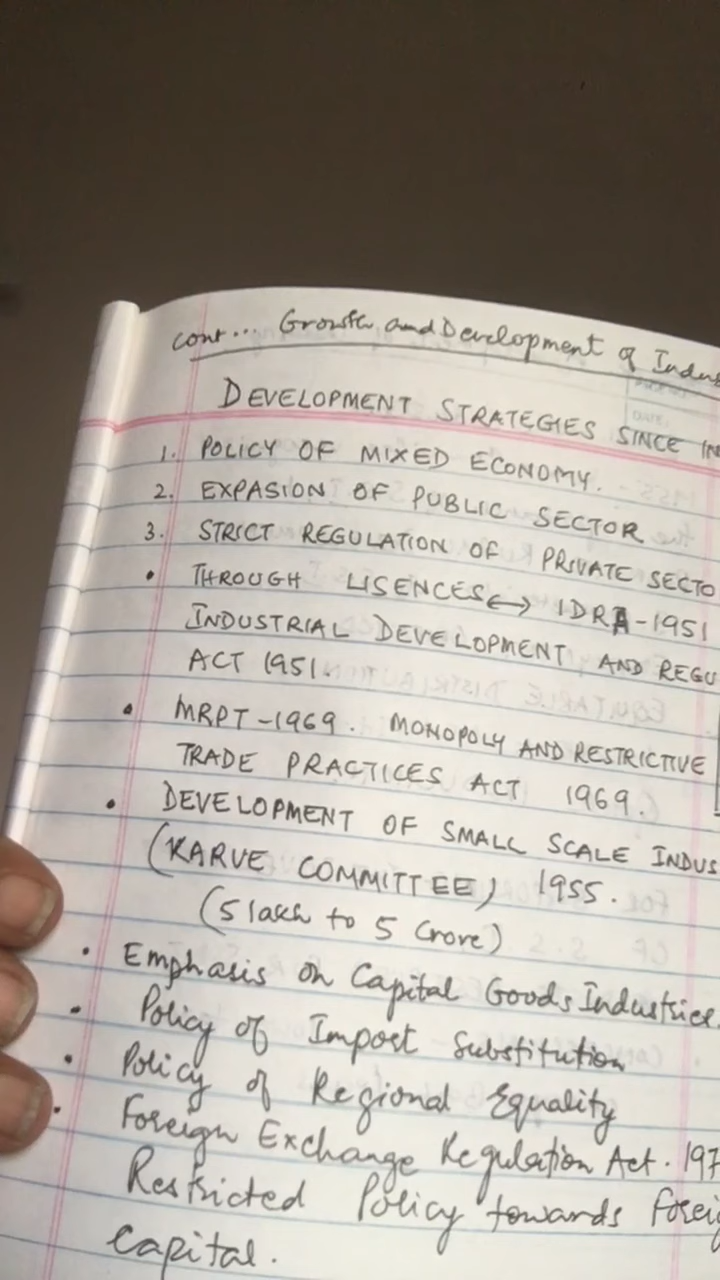 cont... Growth and Development of Indus
DEVELOPMENT STRATEGIES SINCE IN
1. POLICY OF MIXED ECONOMY.
2. EXPASION OF PUBLIC SECTOR
3. STRICT REGULATION OF PRIVATE SECTO
• THROUGH LISENCES ↔ IDRA-1951
INDUSTRIAL DEVELOPMENT AND REGU
ACT 1951.
• MRPT-1969. MONOPOLY AND RESTRICTIVE
TRADE PRACTICES ACT 1969.
• DEVELOPMENT OF SMALL SCALE INDUS
(KARVE COMMITTEE) 1955.
(5 lakh to 5 Crore)
• Emphasis on Capital Goods Industries.
• Policy of Import Substitution
• Policy of Regional Equality
• Foreign Exchange Regulation Act. 197
Restricted Policy towards foreig
capital.